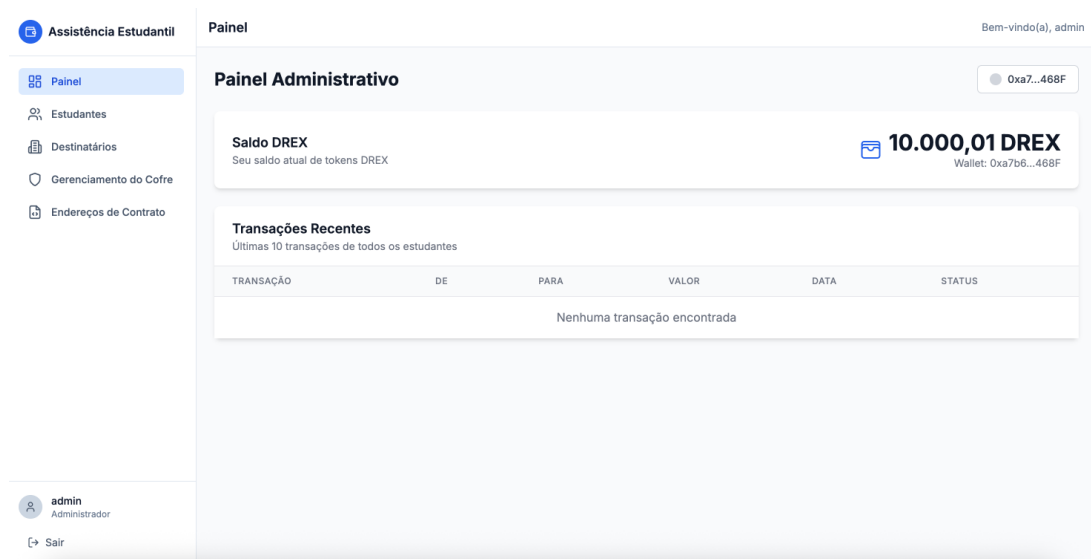 Assistência Estudantil
Painel
Bem-vindo(a), admin
Painel
Estudantes
Destinatários
Gerenciamento do Cofre
Endereços de Contrato
Painel Administrativo
0xa7...468F
Saldo DREX
Seu saldo atual de tokens DREX
10.000,01 DREX
Wallet: 0xa7b6...468F
Transações Recentes
Últimas 10 transações de todos os estudantes
TRANSAÇÃO DE PARA VALOR DATA STATUS
Nenhuma transação encontrada
admin
Administrador
Sair